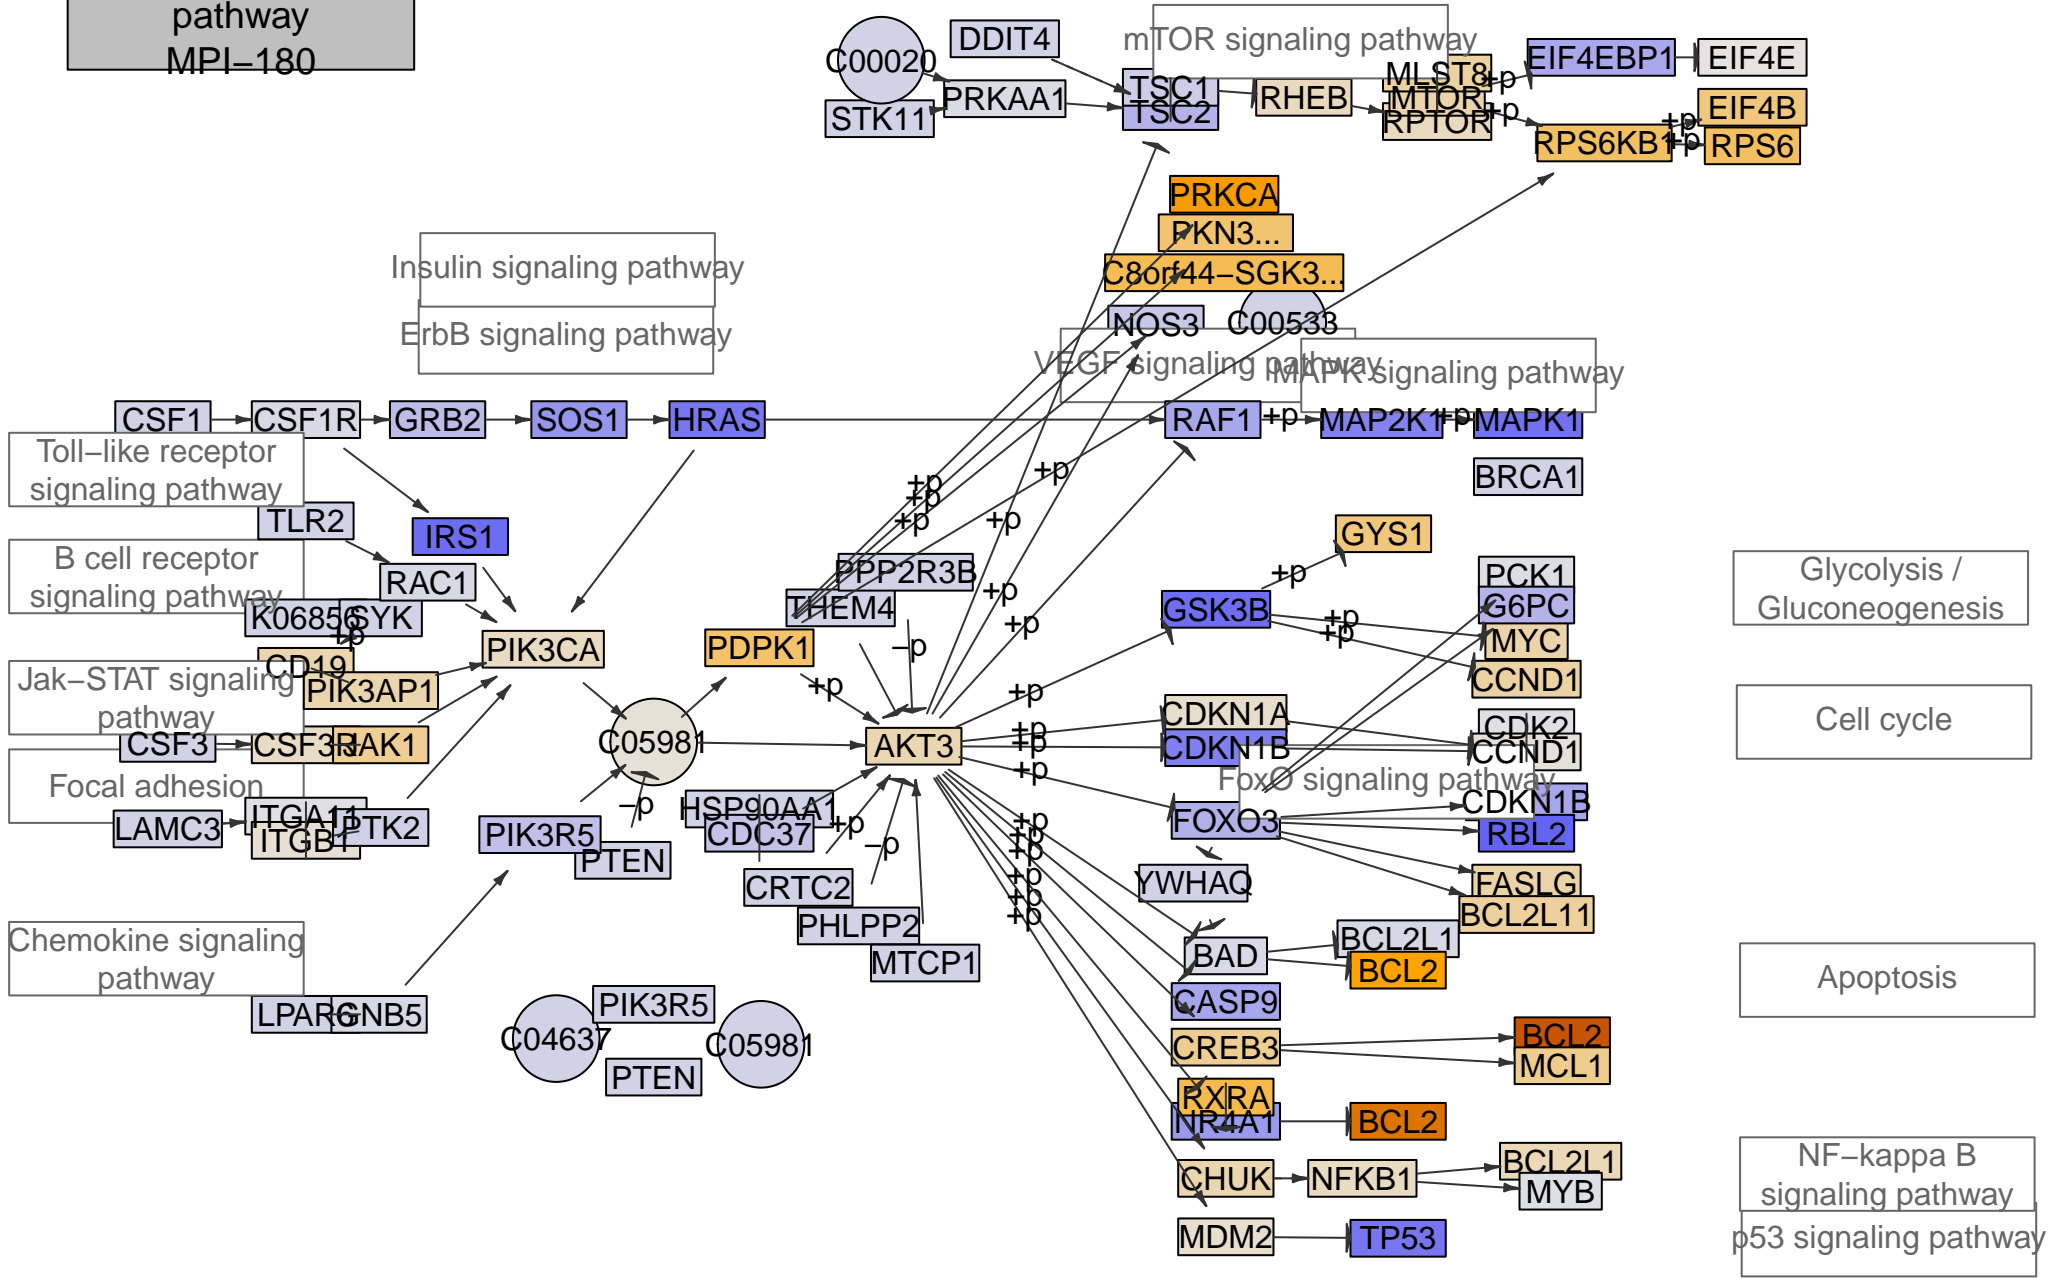 pathway
MPI−180
C00020
DDIT4
mTOR signaling pathway
STK11
PRKAA1
TSC1
TSC2
RHEB
MLST8
MTOR
RPTOR
+p
+p
EIF4EBP1
EIF4E
RPS6KB1
+p
+p
EIF4B
RPS6
PRKCA
PKN3...
C8orf44−SGK3...
NOS3
C00533
Insulin signaling pathway
ErbB signaling pathway
VEGF signaling pathway
MAPK signaling pathway
CSF1
CSF1R
GRB2
SOS1
HRAS
RAF1
+p
MAP2K1
+p
MAPK1
BRCA1
Toll−like receptor
signaling pathway
TLR2
IRS1
B cell receptor
signaling pathway
RAC1
K06856
SYK
+p
CD19
PIK3AP1
PIK3CA
PDPK1
THEM4
PPP2R3B
+p
+p
+p
+p
+p
+p
+p
−p
+p
GYS1
+p
GSK3B
+p
+p
PCK1
G6PC
MYC
CCND1
Glycolysis /
Gluconeogenesis
Jak−STAT signaling
pathway
CSF3
CSF3R
JAK1
C05981
AKT3
+p
+p
+p
+p
CDKN1A
CDKN1B
CDK2
CCND1
Cell cycle
FoxO signaling pathway
Focal adhesion
LAMC3
ITGA11
ITGB1
PTK2
PIK3R5
PTEN
−p
HSP90AA1
CDC37
+p
−p
CRTC2
PHLPP2
MTCP1
+p
+p
+p
+p
+p
+p
FOXO3
CDKN1B
RBL2
YWHAQ
FASLG
BCL2L11
Chemokine signaling
pathway
LPAR6
GNB5
C04637
PIK3R5
C05981
PTEN
BAD
BCL2L1
BCL2
Apoptosis
CASP9
CREB3
BCL2
MCL1
RXRA
NR4A1
BCL2
CHUK
NFKB1
BCL2L1
MYB
NF−kappa B
signaling pathway
MDM2
TP53
p53 signaling pathway